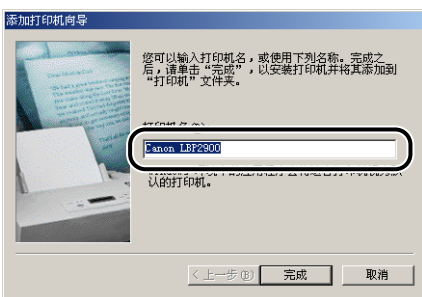 添加打印机向导
您可以输入打印机名，或使用下列名称。完成之
后，请单击“完成”，以安装打印机并将其添加到
“打印机”文件夹。
Canon LBP2900
认的打印机。
< 上一步(B)
完成
取消